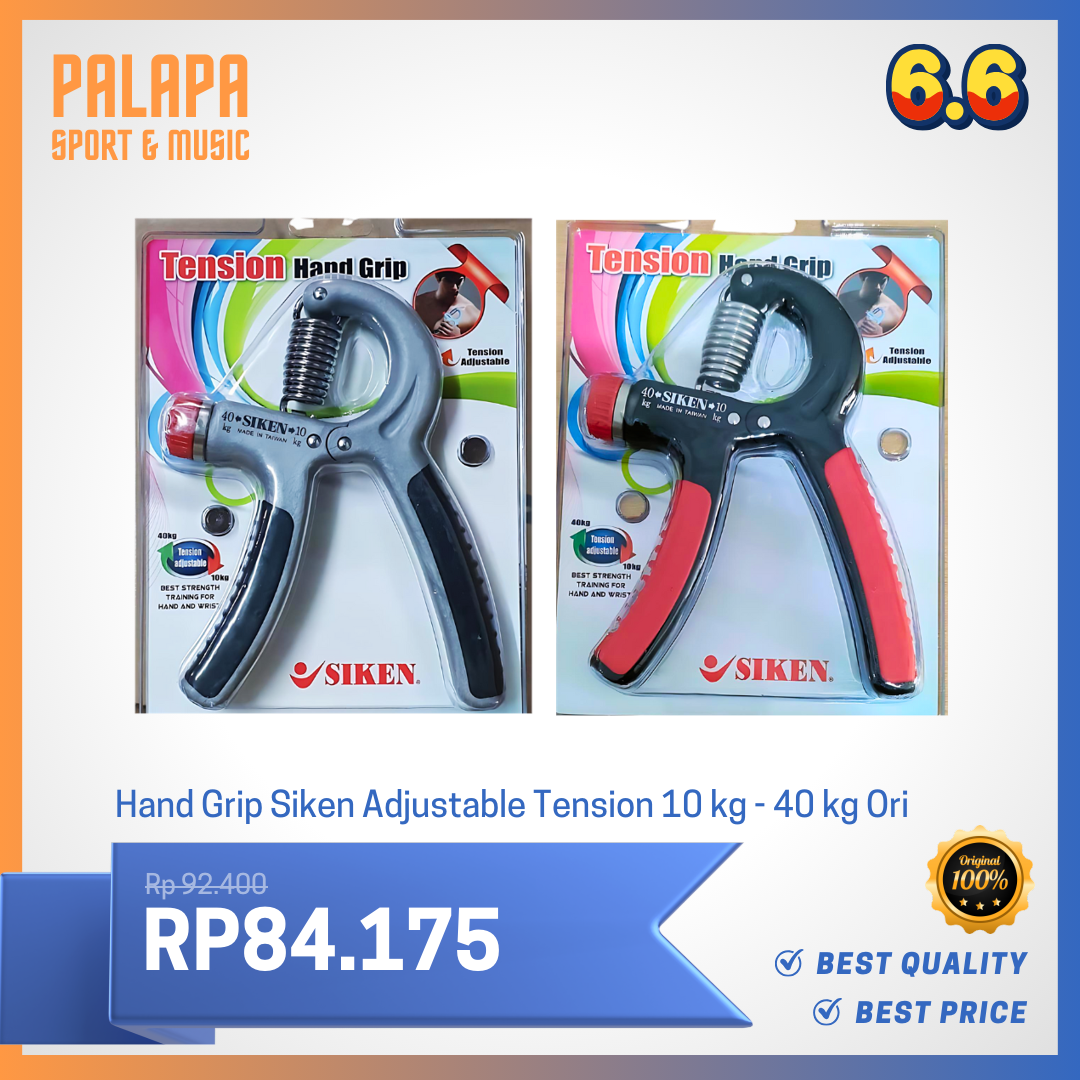 PALAPA
SPORT & MUSIC
6.6
Tension Hand Grip
Tension
Adjustable
40 SIKEN 10
kg MADE IN TAIWAN kg
40kg
Tension
adjustable
10kg
BEST STRENGTH
TRAINING FOR
HAND AND WRIST
SIKEN
Tension Hand Grip
Tension
Adjustable
40 SIKEN 10
kg MADE IN TAIWAN kg
40kg
Tension
adjustable
10kg
BEST STRENGTH
TRAINING FOR
HAND AND WRIST
SIKEN
Hand Grip Siken Adjustable Tension 10 kg - 40 kg Ori
Rp 92.400
RP84.175
Original
100%
BEST QUALITY
BEST PRICE